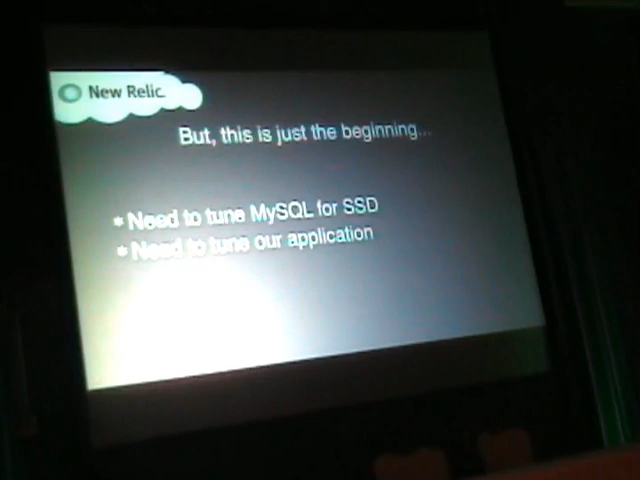 New Relic
But, this is just the beginning...
* Need to tune MySQL for SSD
* Need to tune our application